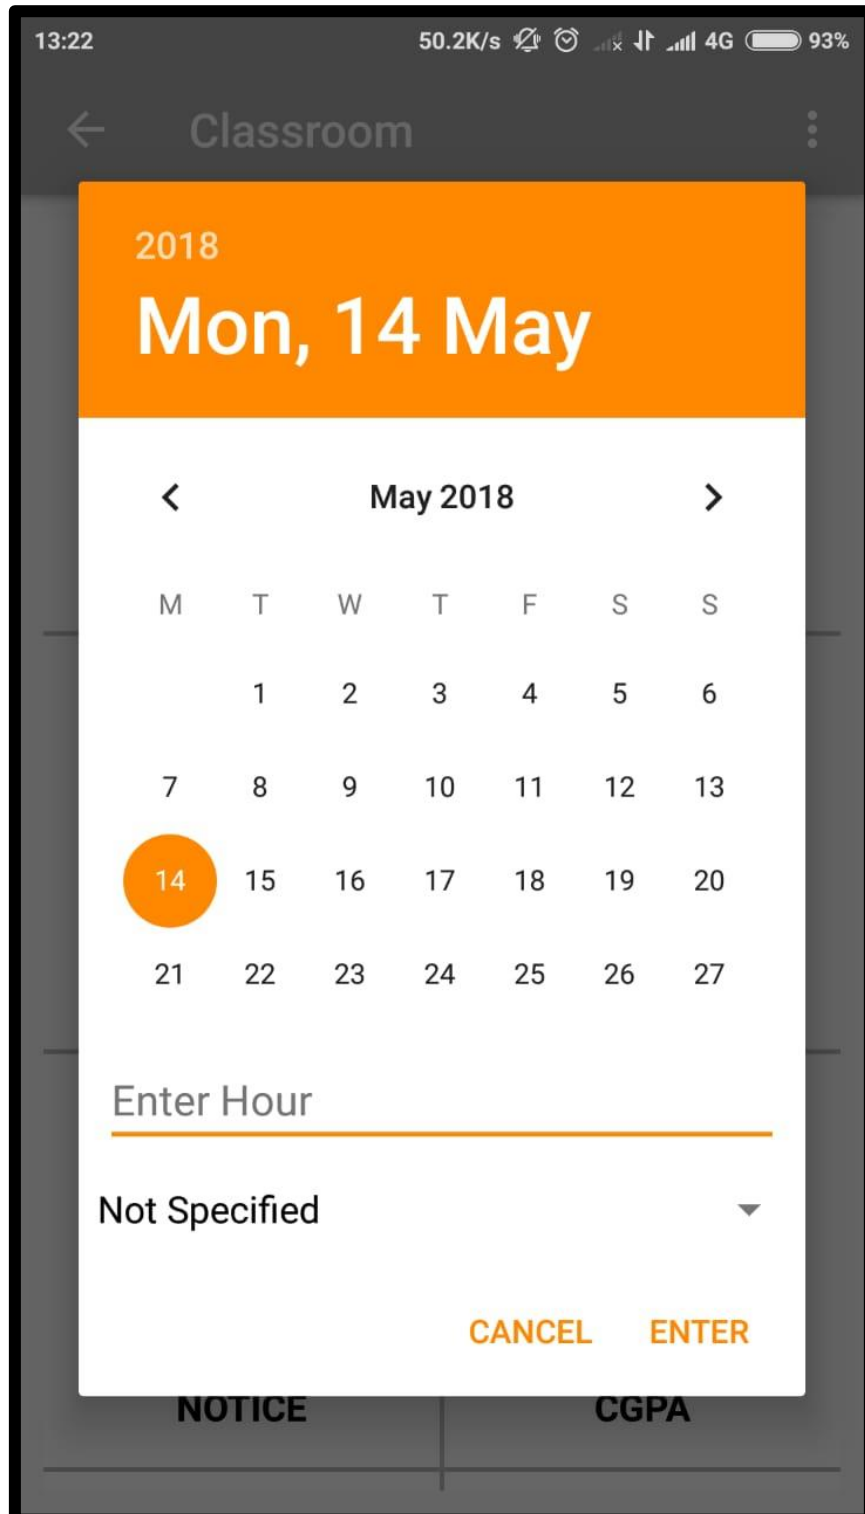 13:22 50.2K/s 4G 93%
Classroom
2018
Mon, 14 May
May 2018
M T W T F S S
1 2 3 4 5 6
7 8 9 10 11 12 13
14 15 16 17 18 19 20
21 22 23 24 25 26 27
Enter Hour
Not Specified
CANCEL ENTER
NOTICE CGPA